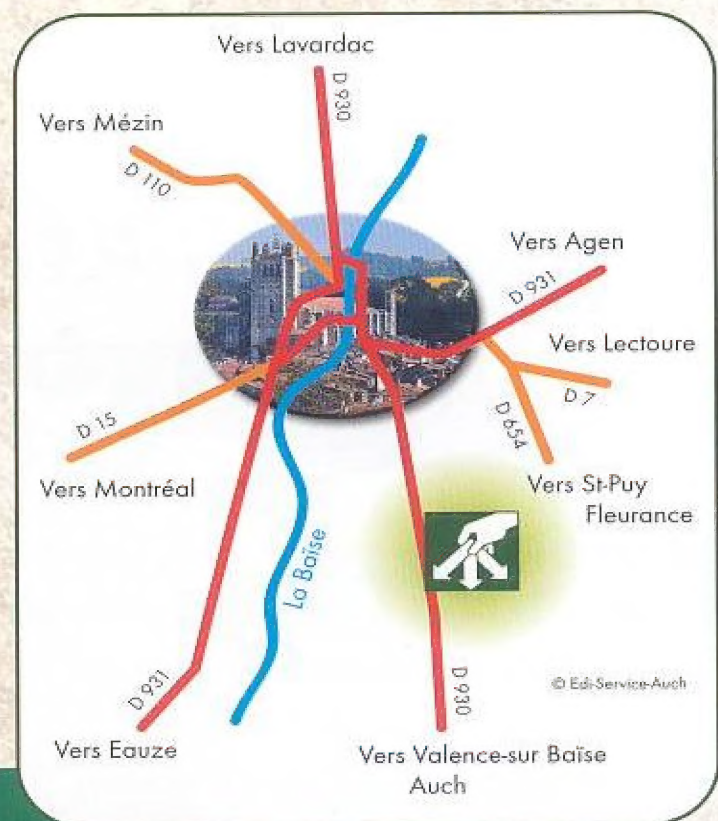 Vers Lavardac
D 930
Vers Mézin
D 110
Vers Agen
D 931
Vers Lectoure
D 7
D 654
D 15
Vers Montréal
Vers St-Puy
Fleurance
La Baïse
D 931
D 930
© Edi-Service-Auch
Vers Eauze
Vers Valence-sur Baïse
Auch